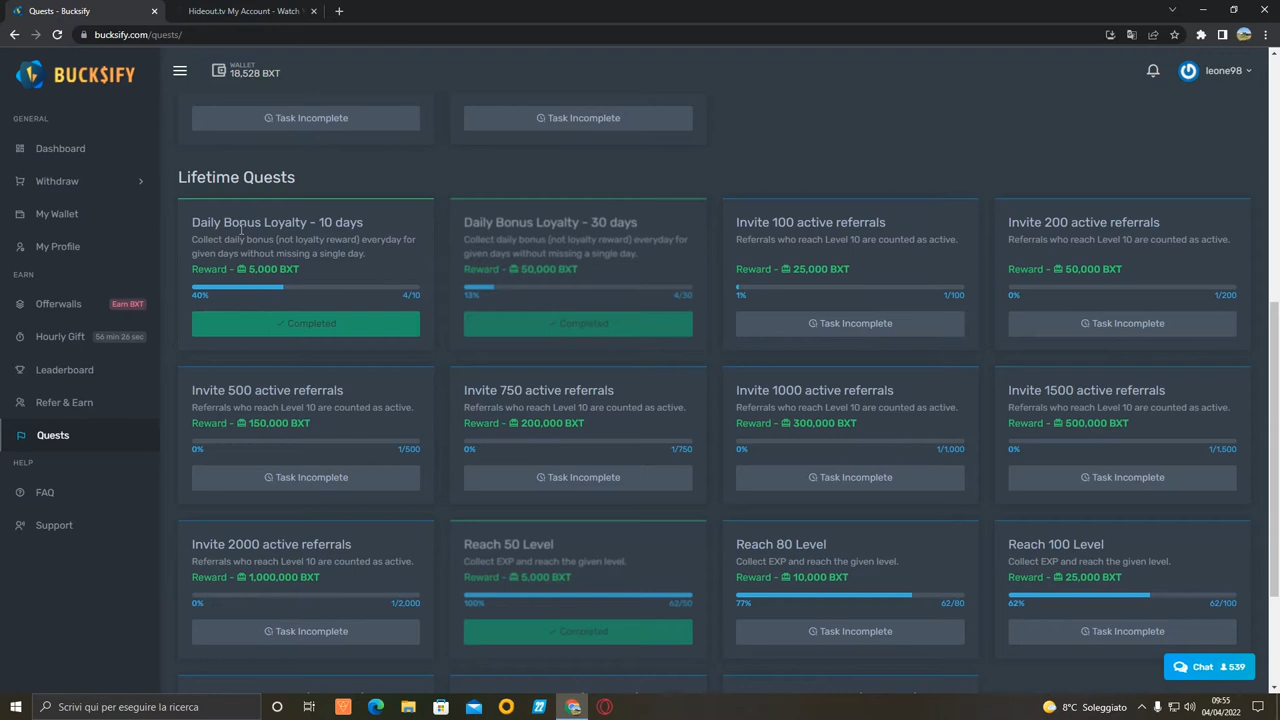 Quests - Bucksify
Hideout.tv My Account - Watch
bucksify.com/quests/
BUCK$IFY
WALLET
18,528 BXT
leone98
GENERAL
Dashboard
Withdraw
My Wallet
My Profile
EARN
Offerwalls Earn BXT
Hourly Gift 56 min 26 sec
Leaderboard
Refer & Earn
Quests
HELP
FAQ
Support
Task Incomplete
Task Incomplete
Lifetime Quests
Daily Bonus Loyalty - 10 days
Collect daily bonus (not loyalty reward) everyday for
given days without missing a single day.
Reward - 5,000 BXT
40% 4/10
Completed
Daily Bonus Loyalty - 30 days
Collect daily bonus (not loyalty reward) everyday for
given days without missing a single day.
Reward - 50,000 BXT
13% 4/30
Completed
Invite 100 active referrals
Referrals who reach Level 10 are counted as active.
Reward - 25,000 BXT
1% 1/100
Task Incomplete
Invite 200 active referrals
Referrals who reach Level 10 are counted as active.
Reward - 50,000 BXT
0% 1/200
Task Incomplete
Invite 500 active referrals
Referrals who reach Level 10 are counted as active.
Reward - 150,000 BXT
0% 1/500
Task Incomplete
Invite 750 active referrals
Referrals who reach Level 10 are counted as active.
Reward - 200,000 BXT
0% 1/750
Task Incomplete
Invite 1000 active referrals
Referrals who reach Level 10 are counted as active.
Reward - 300,000 BXT
0% 1/1,000
Task Incomplete
Invite 1500 active referrals
Referrals who reach Level 10 are counted as active.
Reward - 500,000 BXT
0% 1/1,500
Task Incomplete
Invite 2000 active referrals
Referrals who reach Level 10 are counted as active.
Reward - 1,000,000 BXT
0% 1/2,000
Task Incomplete
Reach 50 Level
Collect EXP and reach the given level.
Reward - 5,000 BXT
100% 62/50
Completed
Reach 80 Level
Collect EXP and reach the given level.
Reward - 10,000 BXT
77% 62/80
Task Incomplete
Reach 100 Level
Collect EXP and reach the given level.
Reward - 25,000 BXT
62% 62/100
Task Incomplete
Chat 539
Scrivi qui per eseguire la ricerca
8°C Soleggiato
09:55
04/04/2022